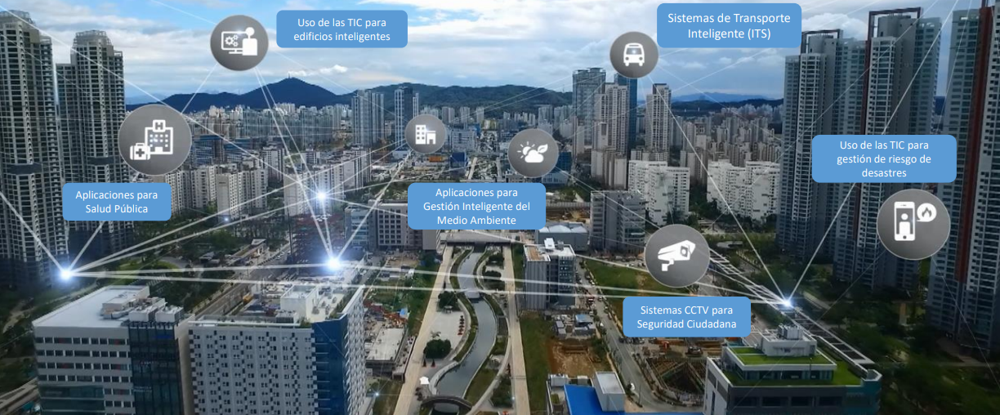 Uso de las TIC para
edificios inteligentes
Sistemas de Transporte
Inteligente (ITS)
Uso de las TIC para
gestión de riesgo de
desastres
Aplicaciones para
Salud Pública
Aplicaciones para
Gestión Inteligente del
Medio Ambiente
Sistemas CCTV para
Seguridad Ciudadana
H